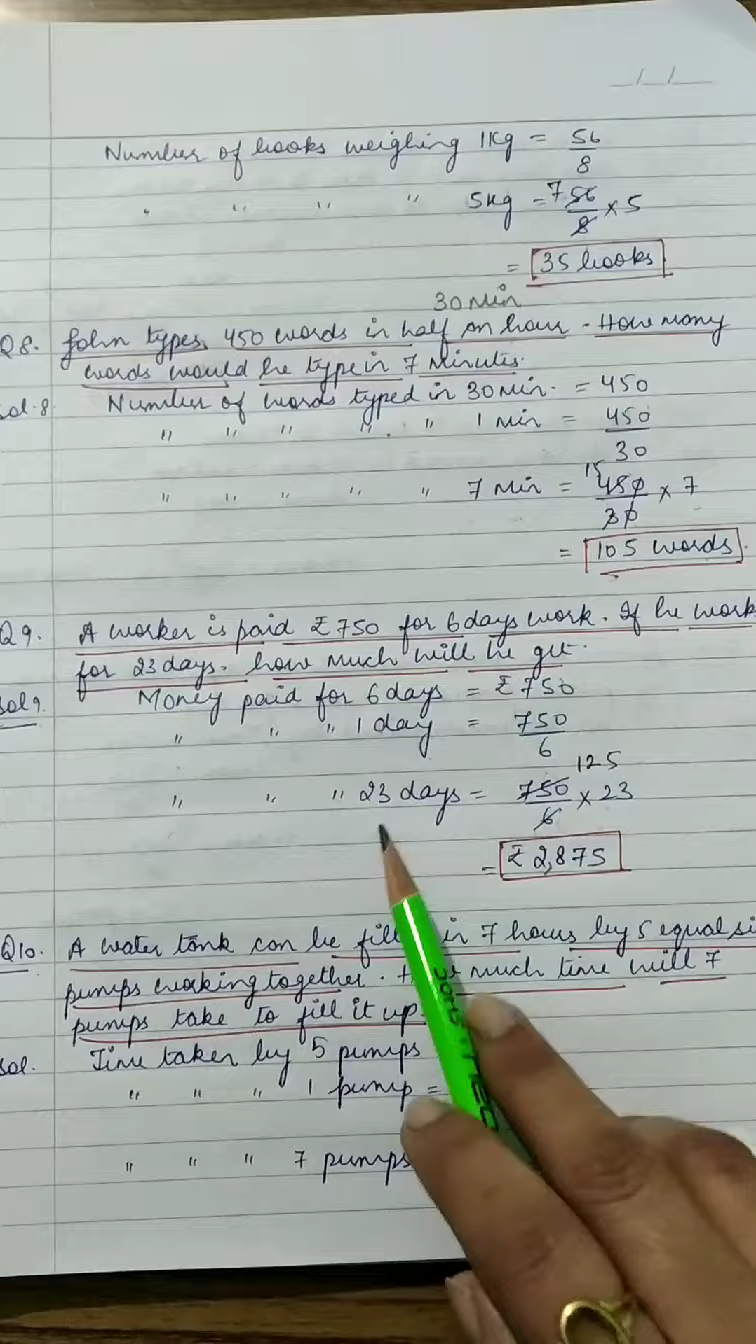 __/__/__
Number of books weighing 1Kg = 56/8
" " " " 5Kg = 7 56/8 × 5
= 35 books
30 Min
Q8. John types 450 words in half an hour. How many
words would he type in 7 Minutes.
Sol.8 Number of words typed in 30 Min. = 450
" " " " " 1 Min = 450/30
" " " " " 7 Min = 15 450/30 × 7
= 105 words.
Q9. A worker is paid ₹750 for 6 days work. If he work
for 23 days. how much will he get.
Sol9. Money paid for 6 days = ₹750
" " " 1 day = 750/6
125
" " " 23 days = 750/6 × 23
= ₹2,875
Q10. A water tank can be fill in 7 hours by 5 equal si
pumps working together. much time will 7
pumps take to fill it up
Sol. Time taken by 5 pumps
" " " 1 pump =
" " " 7 pumps